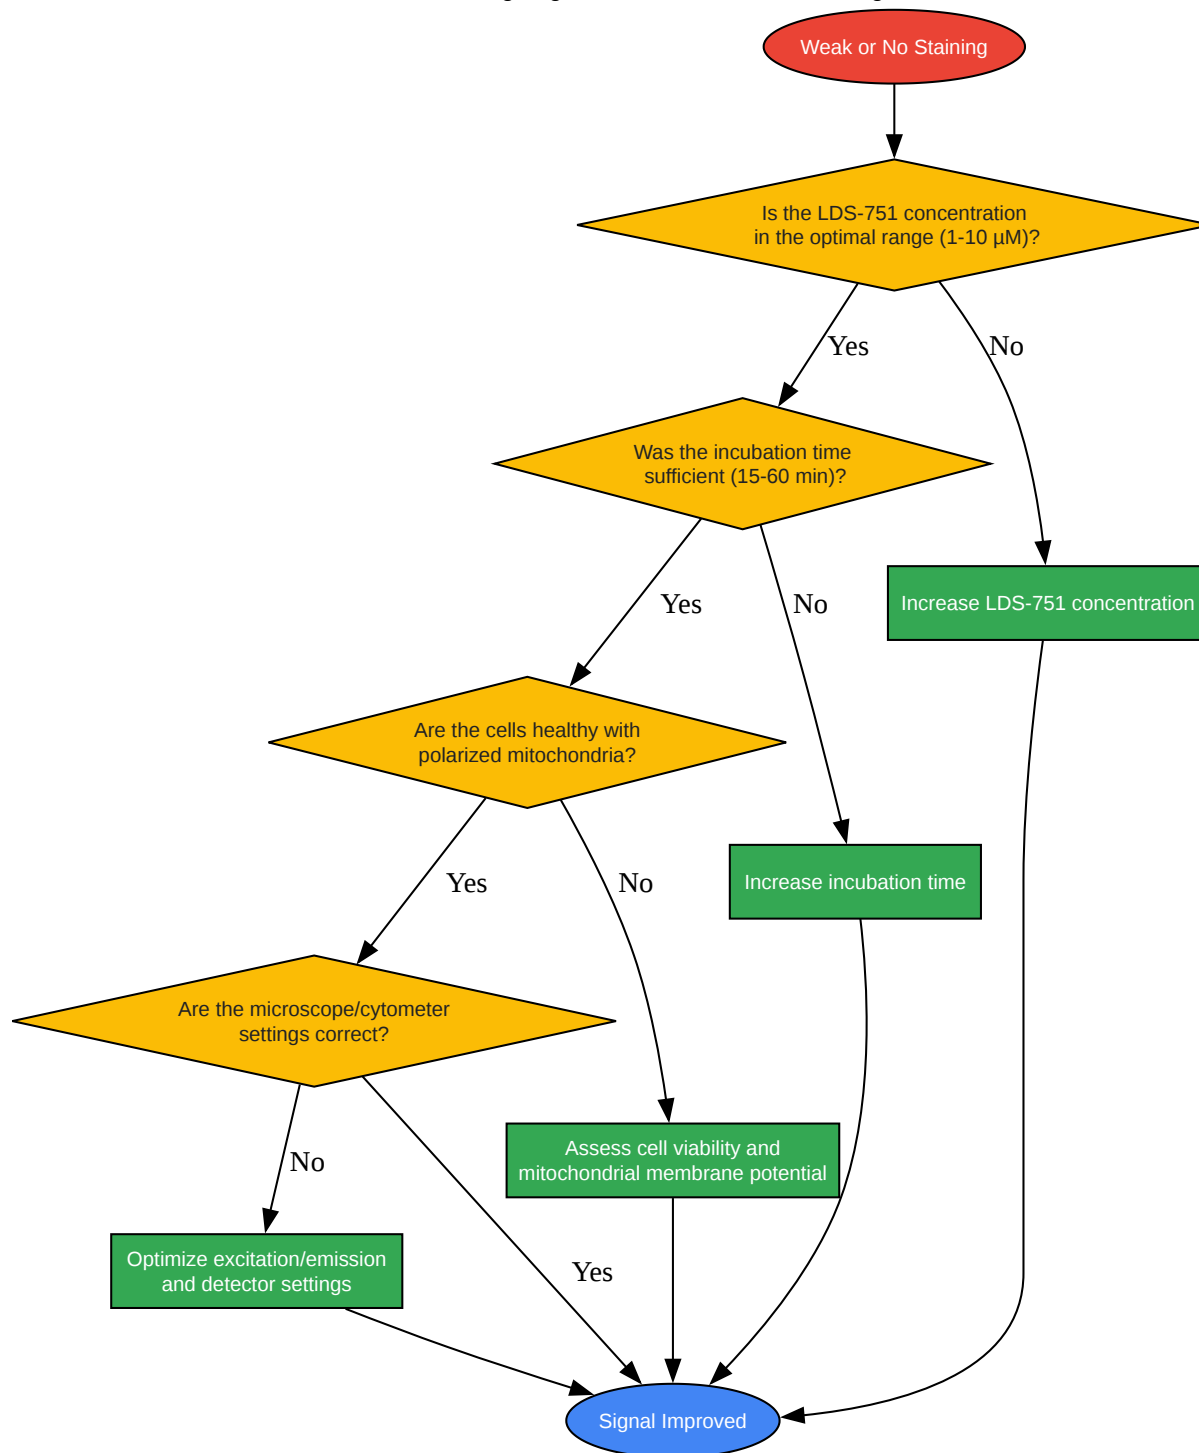 Weak or No Staining
Is the LDS-751 concentration
in the optimal range (1-10 µM)?
Yes
No
Was the incubation time
sufficient (15-60 min)?
Yes
No
Increase LDS-751 concentration
Are the cells healthy with
polarized mitochondria?
Yes
No
Increase incubation time
Are the microscope/cytometer
settings correct?
No
Yes
Assess cell viability and
mitochondrial membrane potential
Optimize excitation/emission
and detector settings
Signal Improved